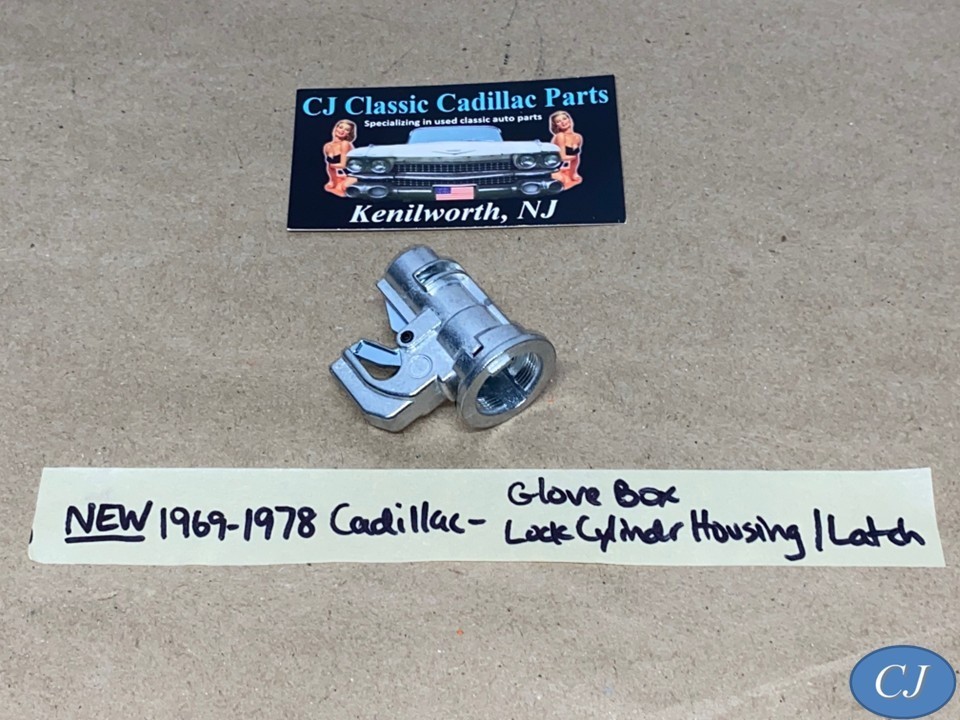 CJ Classic Cadillac Parts
Specializing in used classic auto parts
Kenilworth, NJ
NEW 1969-1978 Cadillac- Glove Box
Lock Cylinder Housing / Latch
CJ